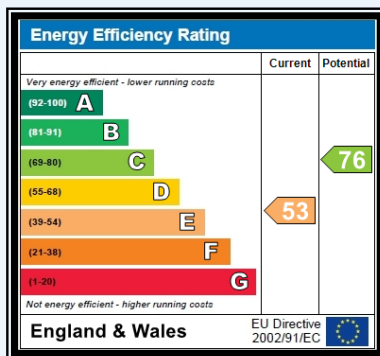 Energy Efficiency Rating
Current Potential
Very energy efficient - lower running costs
(92-100) A
(81-91) B
(69-80) C
76
(55-68) D
(39-54) E
53
(21-38) F
(1-20) G
Not energy efficient - higher running costs
England & Wales
EU Directive
2002/91/EC